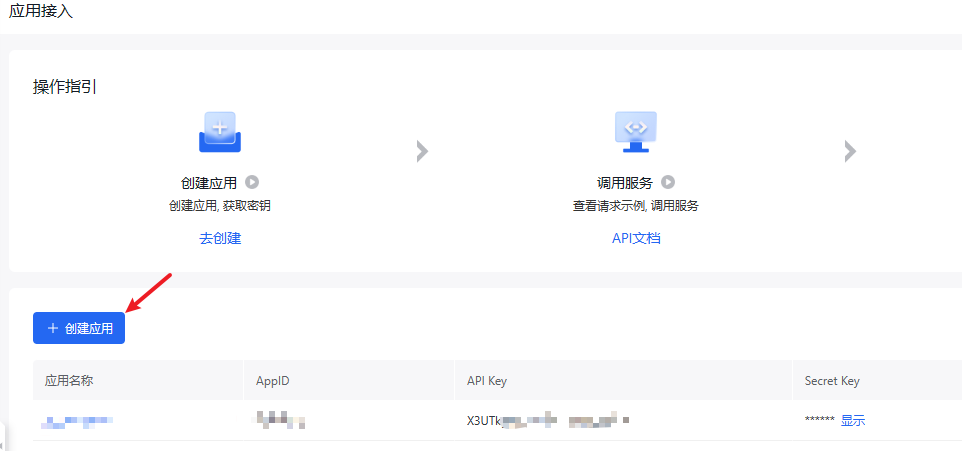 应用接入
操作指引
创建应用
创建应用, 获取密钥
去创建
调用服务
查看请求示例, 调用服务
API文档
创建应用
应用名称 AppID API Key Secret Key
X3UTk ****** 显示